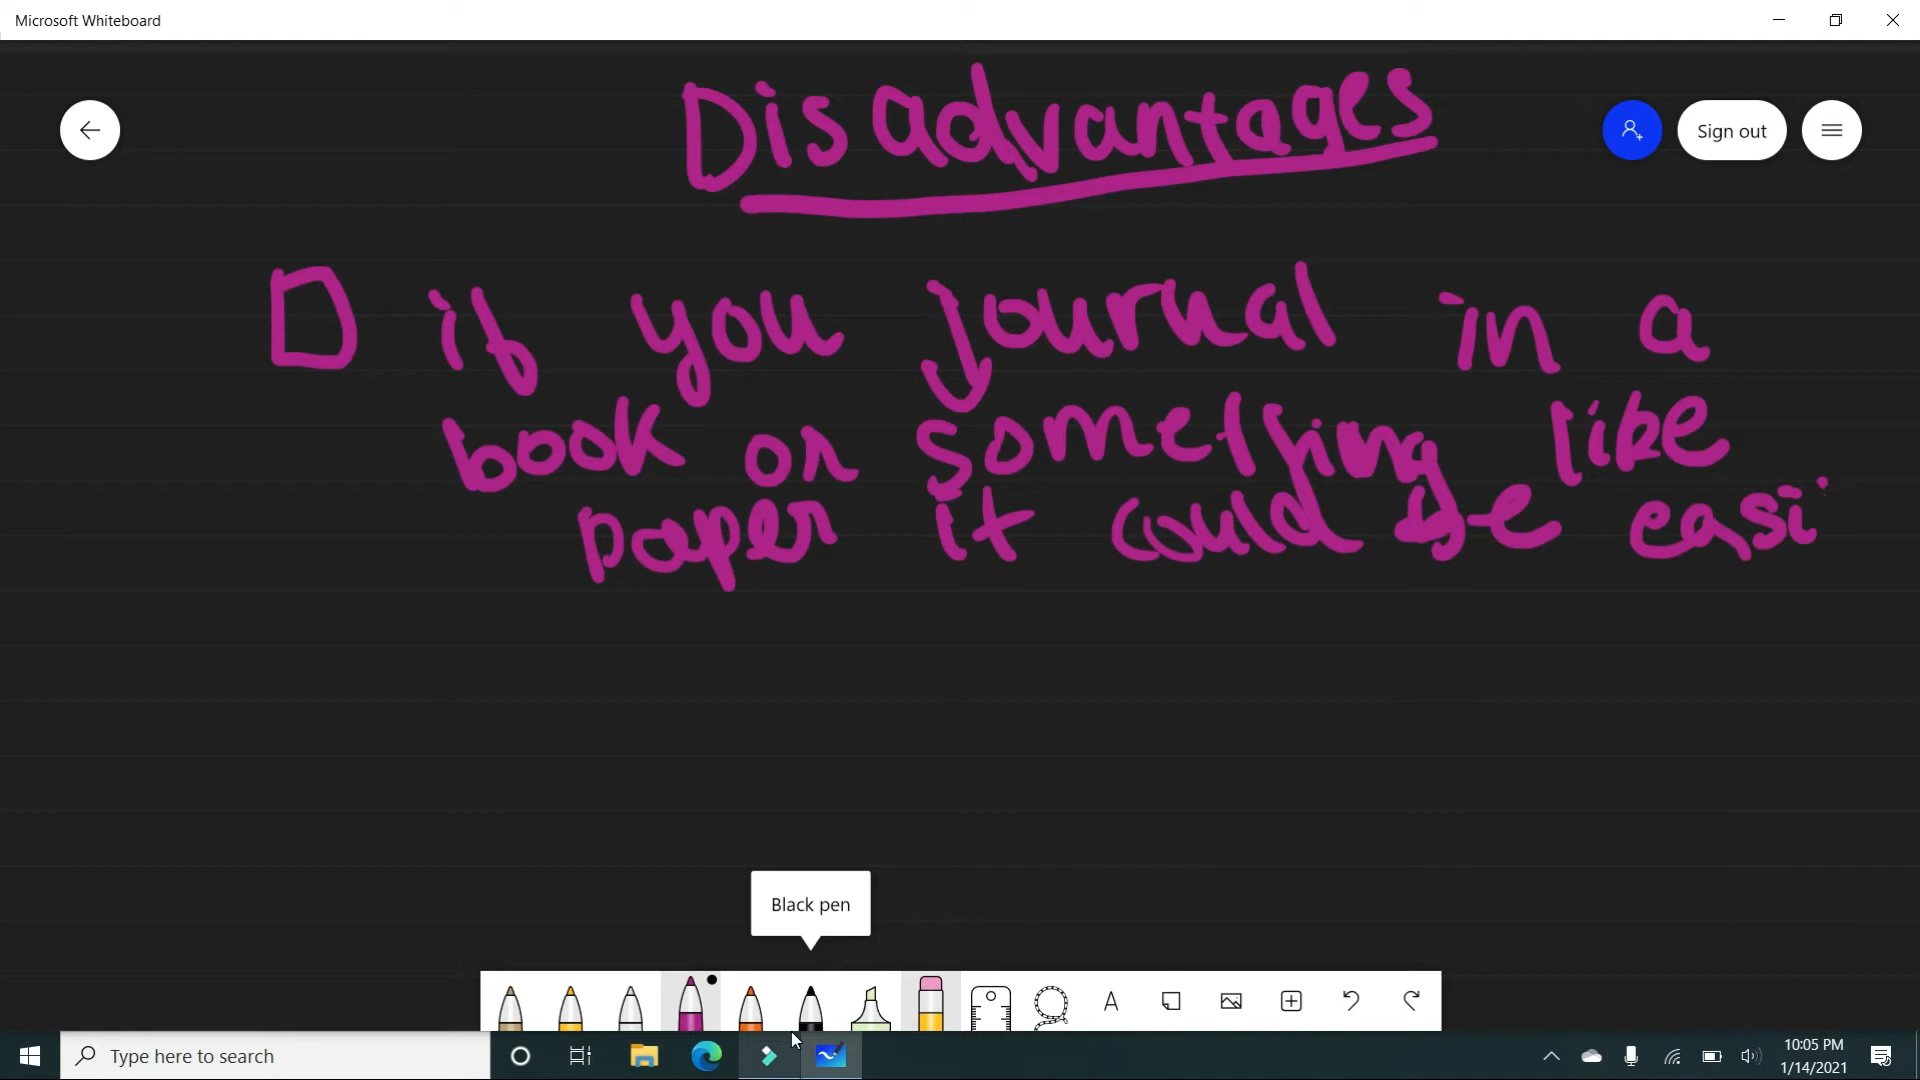 Microsoft Whiteboard
Disadvantages
Sign out
if you journal in a
book or something like
paper it could be easi
Black pen
A
Type here to search
10:05 PM
1/14/2021